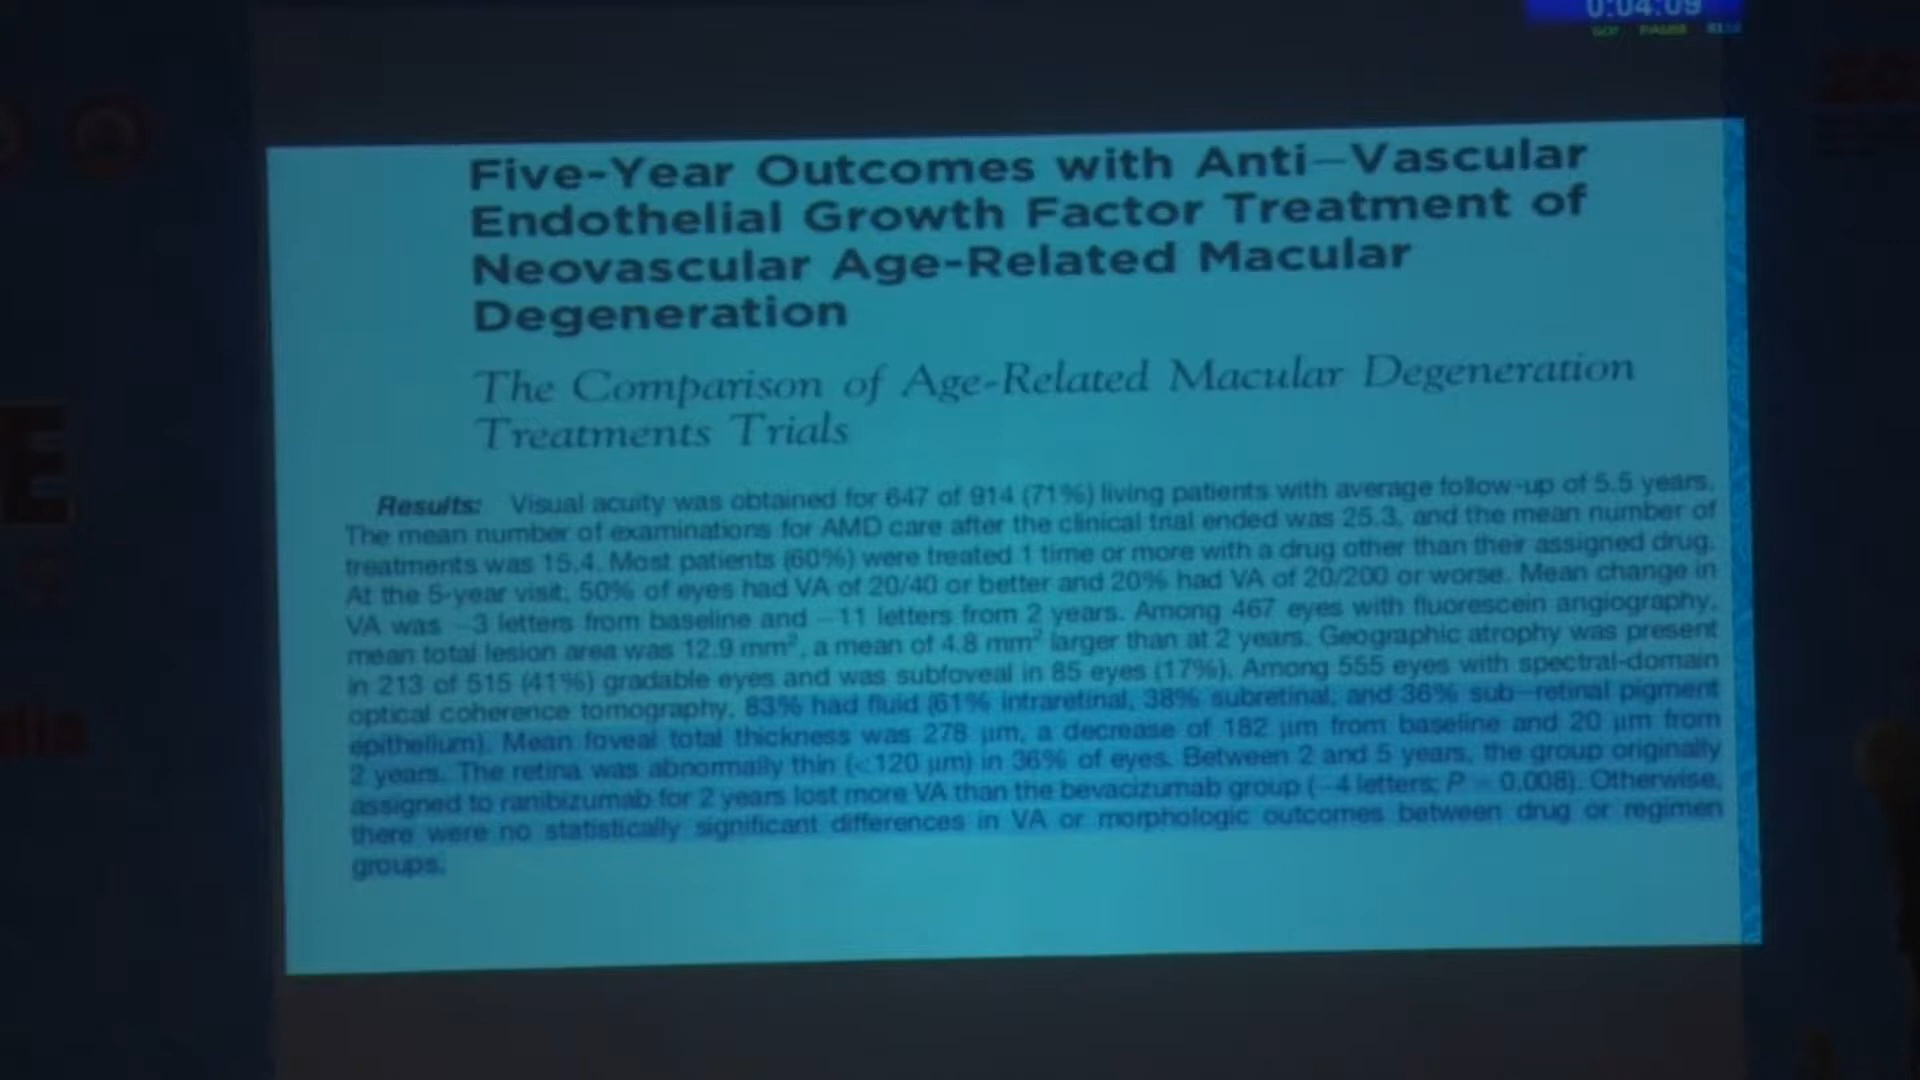 0:04:09
GO! PAUSE
Five-Year Outcomes with Anti–Vascular
Endothelial Growth Factor Treatment of
Neovascular Age-Related Macular
Degeneration
The Comparison of Age-Related Macular Degeneration
Treatments Trials
Results: Visual acuity was obtained for 647 of 914 (71%) living patients with average follow-up of 5.5 years.
The mean number of examinations for AMD care after the clinical trial ended was 25.3, and the mean number of
treatments was 15.4. Most patients (60%) were treated 1 time or more with a drug other than their assigned drug.
At the 5-year visit, 50% of eyes had VA of 20/40 or better and 20% had VA of 20/200 or worse. Mean change in
VA was −3 letters from baseline and −11 letters from 2 years. Among 467 eyes with fluorescein angiography,
mean total lesion area was 12.9 mm², a mean of 4.8 mm² larger than at 2 years. Geographic atrophy was present
in 213 of 515 (41%) gradable eyes and was subfoveal in 85 eyes (17%). Among 555 eyes with spectral-domain
optical coherence tomography, 83% had fluid (61% intraretinal, 38% subretinal, and 36% sub–retinal pigment
epithelium). Mean foveal total thickness was 278 μm, a decrease of 182 μm from baseline and 20 μm from
2 years. The retina was abnormally thin (<120 μm) in 36% of eyes. Between 2 and 5 years, the group originally
assigned to ranibizumab for 2 years lost more VA than the bevacizumab group (−4 letters; P = 0.008). Otherwise,
there were no statistically significant differences in VA or morphologic outcomes between drug or regimen
groups.
E
dia